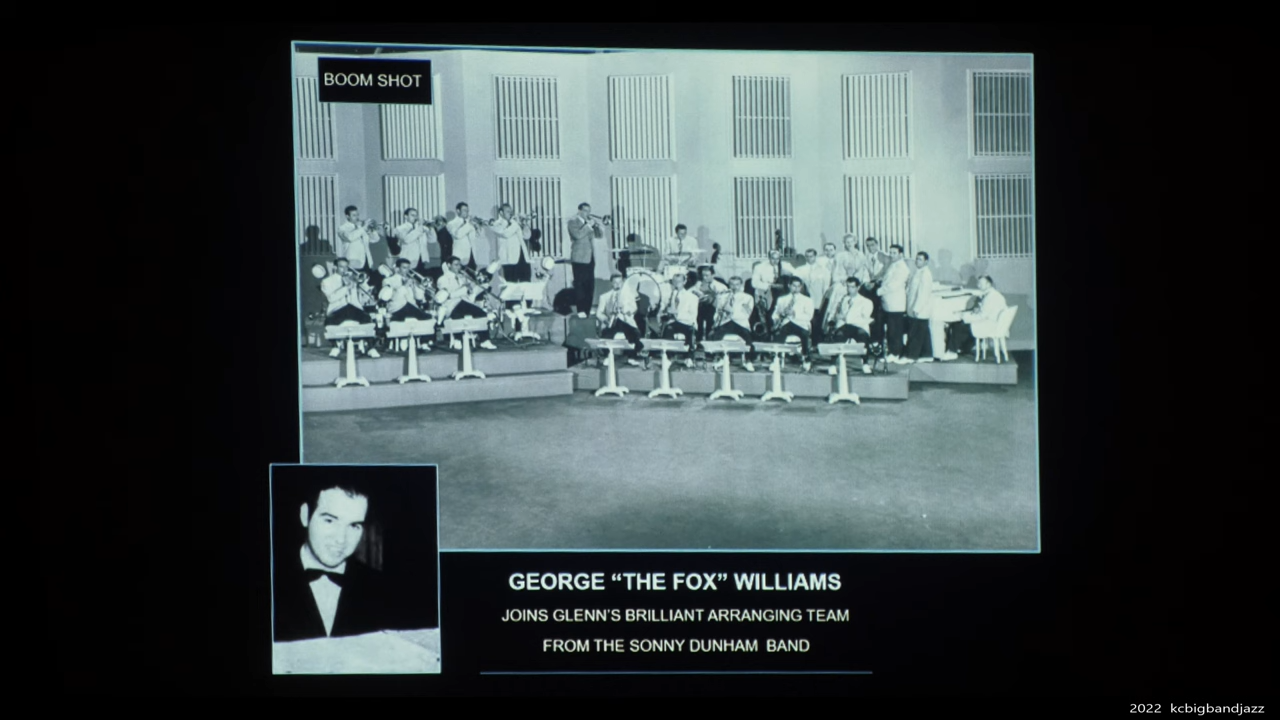 BOOM SHOT
GEORGE “THE FOX” WILLIAMS
JOINS GLENN’S BRILLIANT ARRANGING TEAM
FROM THE SONNY DUNHAM BAND
2022 kcbigbandjazz